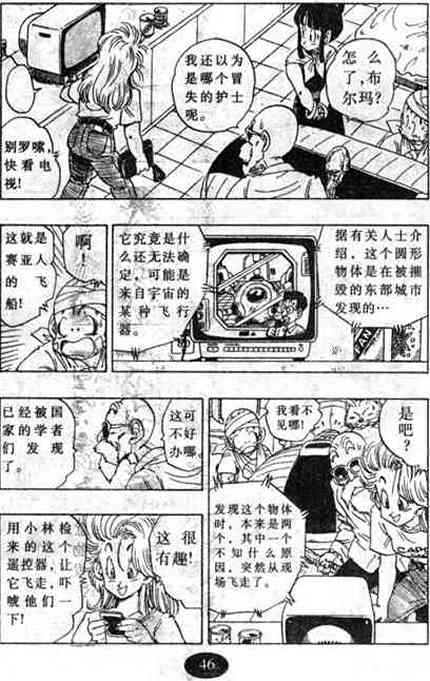 怎么
了,布
尔玛?
我还以为
是哪个冒
失的护士
呢。
别罗嗦,
快看电
视!
据有关人士介
绍,这个圆形
物体是在被摧
毁的东部城市
发现的…
它究竟是什
么还无法确
定,可能是
来自宇宙的
某种飞行
器。
啊!
这就是
赛亚人
的飞
船!
是
吧?
我看不
见哪!
发现这个物体
时,本来是两
个,其中一个
不知什么原
因,突然从现
场飞走了。
这可
不好
办哪。
已经被国
家的学者
们发现
了。
这很
有趣!
用小林检
来的这个
遥控器,让
它飞走,吓
唬他们一
下!
46